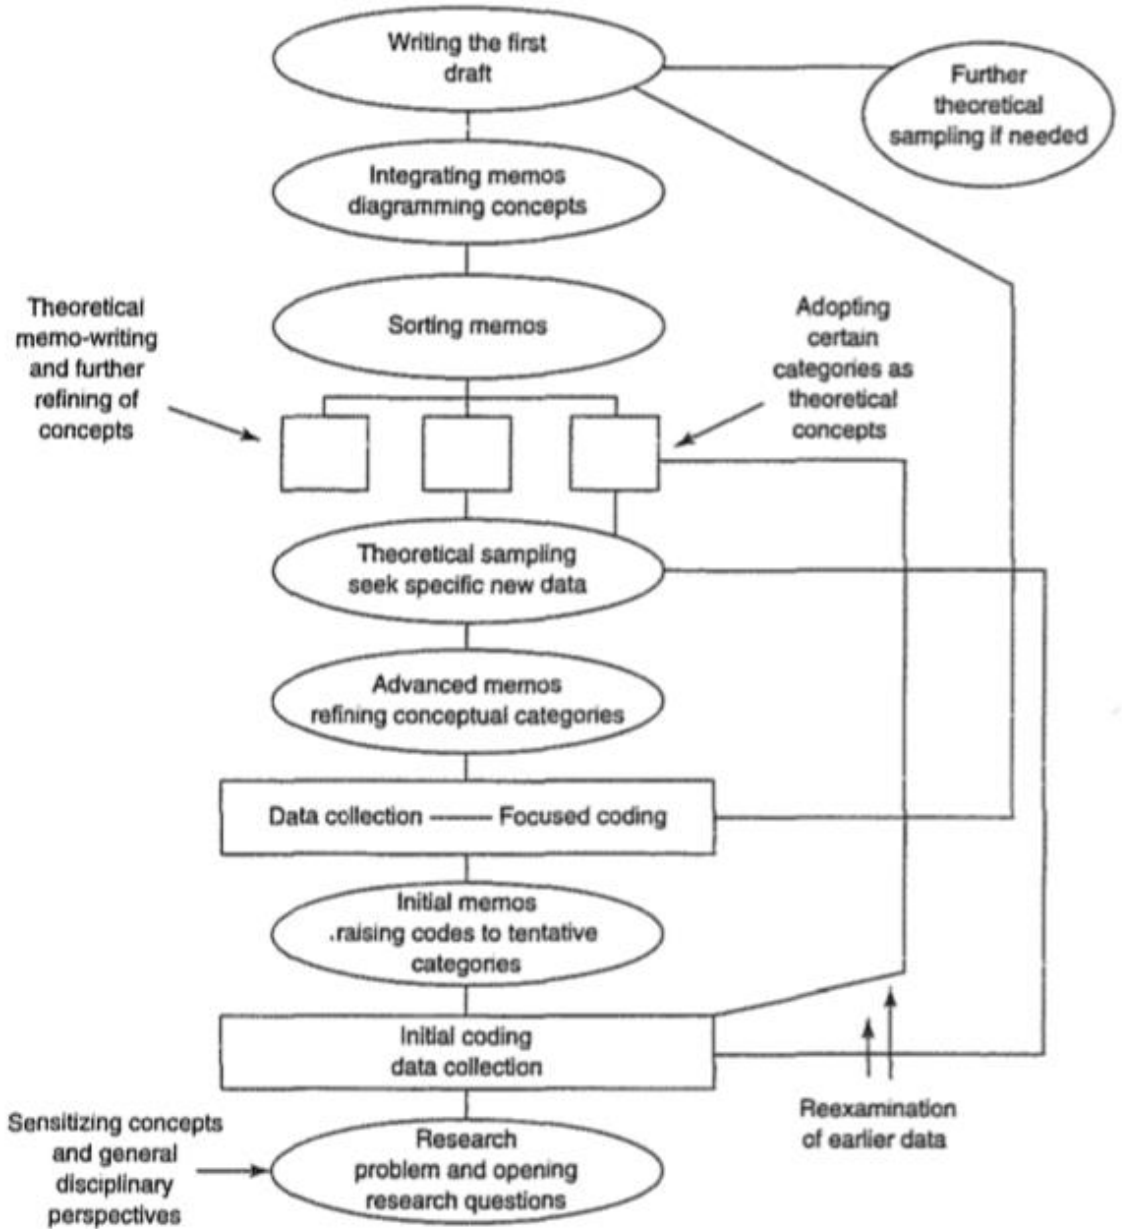 Writing the first
draft
Further
theoretical
sampling if needed
Integrating memos
diagramming concepts
Theoretical
memo-writing
and further
refining of
concepts
Sorting memos
Adopting
certain
categories as
theoretical
concepts
Theoretical sampling
seek specific new data
Advanced memos
refining conceptual categories
Data collection ------- Focused coding
Initial memos
.raising codes to tentative
categories
Initial coding
data collection
Reexamination
of earlier data
Sensitizing concepts
and general
disciplinary
perspectives
Research
problem and opening
research questions